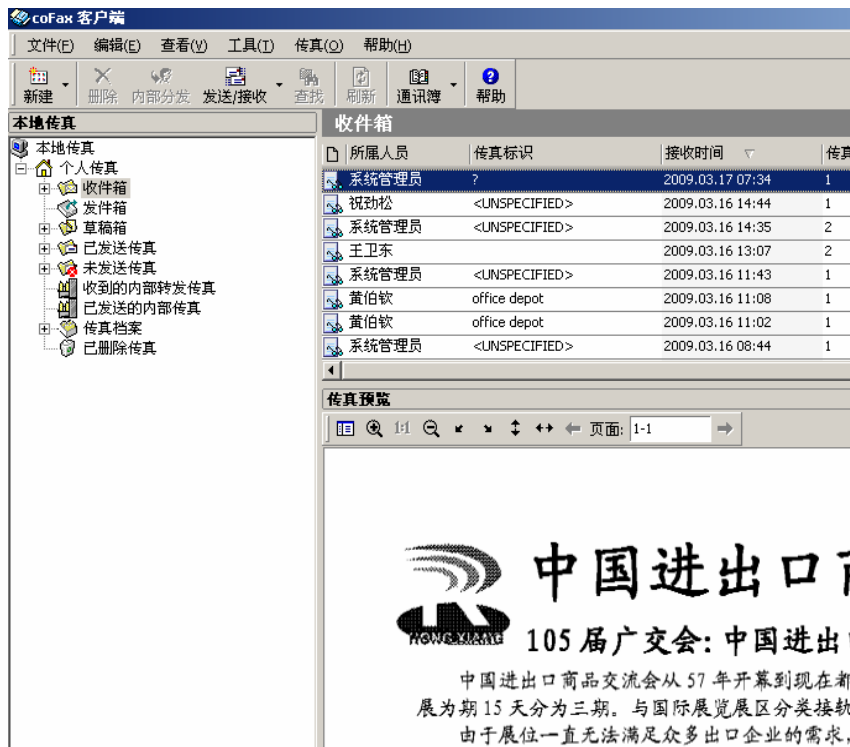 coFax 客户端
文件(F) 编辑(E) 查看(V) 工具(T) 传真(O) 帮助(H)
新建 删除 内部分发 发送/接收 查找 刷新 通讯簿 帮助
本地传真
本地传真
个人传真
收件箱
发件箱
草稿箱
已发送传真
未发送传真
收到的内部转发传真
已发送的内部传真
传真档案
已删除传真
收件箱
所属人员 传真标识 接收时间 传真
系统管理员 ? 2009.03.17 07:34 1
祝劲松 <UNSPECIFIED> 2009.03.16 14:44 1
系统管理员 <UNSPECIFIED> 2009.03.16 14:35 2
王卫东 2009.03.16 13:07 2
系统管理员 <UNSPECIFIED> 2009.03.16 11:43 1
黄伯钦 office depot 2009.03.16 11:08 1
黄伯钦 office depot 2009.03.16 11:02 1
系统管理员 <UNSPECIFIED> 2009.03.16 08:44 1
传真预览
1:1 页面: 1-1
中国进出口
HONGXIANG
105 届广交会: 中国进出
中国进出口商品交流会从 57 年开幕到现在都
展为期 15 天分为三期。与国际展览展区分类接轨
由于展位一直无法满足众多出口企业的需求,